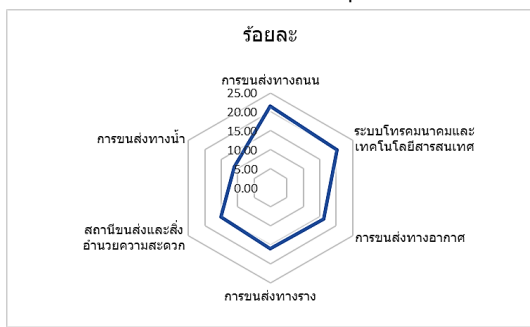 ร้อยละ
การขนส่งทางถนน
25.00
20.00
15.00
10.00
5.00
0.00
ระบบโทรคมนาคมและ
เทคโนโลยีสารสนเทศ
การขนส่งทางอากาศ
การขนส่งทางราง
สถานีขนส่งและสิ่ง
อำนวยความสะดวก
การขนส่งทางน้ำ